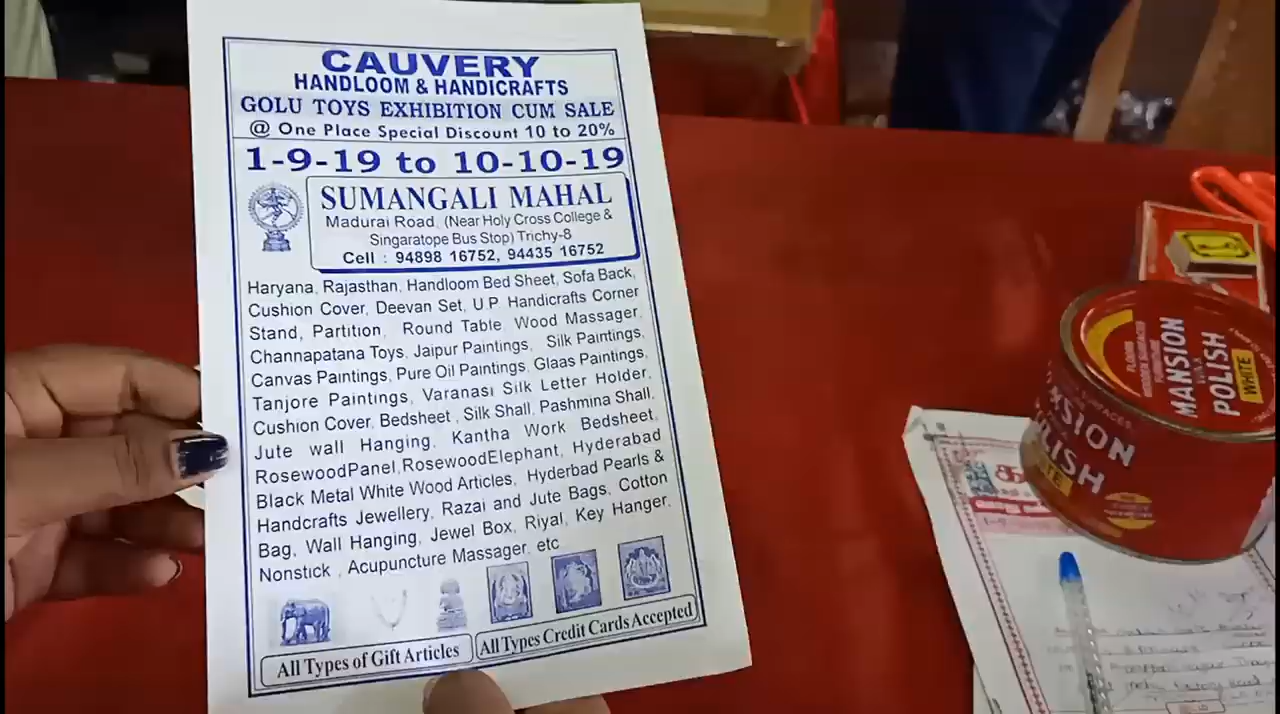 CAUVERY
HANDLOOM & HANDICRAFTS
GOLU TOYS EXHIBITION CUM SALE
@ One Place Special Discount 10 to 20%
1-9-19 to 10-10-19
SUMANGALI MAHAL
Madurai Road, (Near Holy Cross College &
Singaratope Bus Stop) Trichy-8
Cell : 94898 16752, 94435 16752
Haryana, Rajasthan, Handloom Bed Sheet, Sofa Back,
Cushion Cover, Deevan Set, U.P. Handicrafts Corner
Stand, Partition, Round Table, Wood Massager,
Channapatana Toys, Jaipur Paintings, Silk Paintings,
Canvas Paintings, Pure Oil Paintings, Glaas Paintings,
Tanjore Paintings, Varanasi Silk Letter Holder,
Cushion Cover, Bedsheet , Silk Shall, Pashmina Shall,
Jute wall Hanging, Kantha Work Bedsheet,
RosewoodPanel,RosewoodElephant, Hyderabad
Black Metal White Wood Articles, Hyderbad Pearls &
Handcrafts Jewellery, Razai and Jute Bags, Cotton
Bag, Wall Hanging, Jewel Box, Riyal, Key Hanger,
Nonstick , Acupuncture Massager, etc
All Types of Gift Articles
All Types Credit Cards Accepted
MANSION
POLISH
WHITE